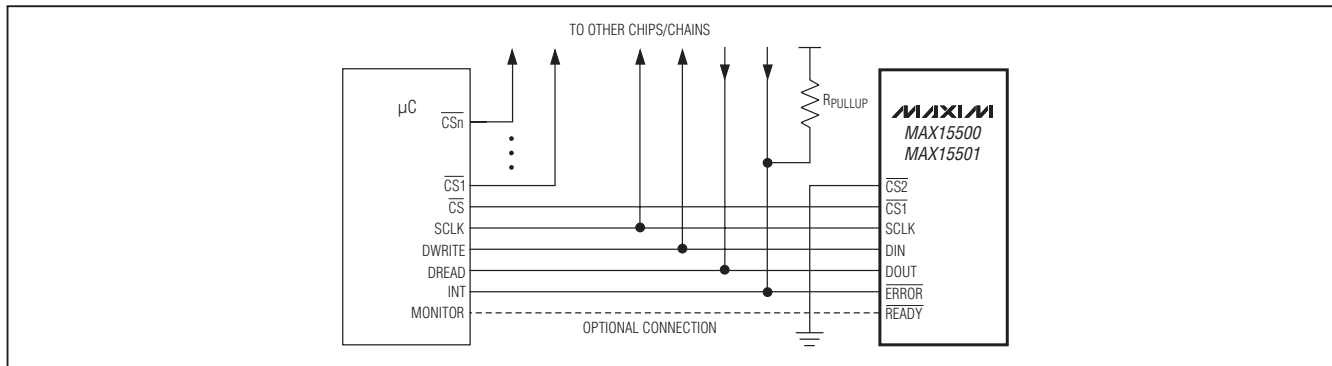 TO OTHER CHIPS/CHAINS
µC
CSn
CS1
CS
SCLK
DWRITE
DREAD
INT
MONITOR
OPTIONAL CONNECTION
RPULLUP
MAXIM
MAX15500
MAX15501
CS2
CS1
SCLK
DIN
DOUT
ERROR
READY